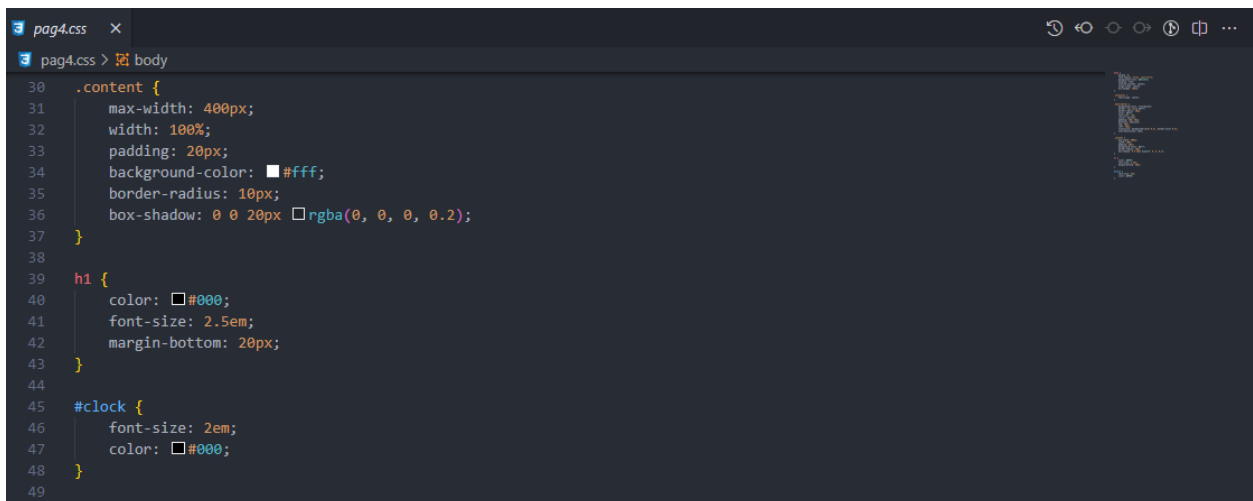 pag4.css
pag4.css > body
30 .content {
31 max-width: 400px;
32 width: 100%;
33 padding: 20px;
34 background-color: #fff;
35 border-radius: 10px;
36 box-shadow: 0 0 20px rgba(0, 0, 0, 0.2);
37 }
38
39 h1 {
40 color: #000;
41 font-size: 2.5em;
42 margin-bottom: 20px;
43 }
44
45 #clock {
46 font-size: 2em;
47 color: #000;
48 }
49